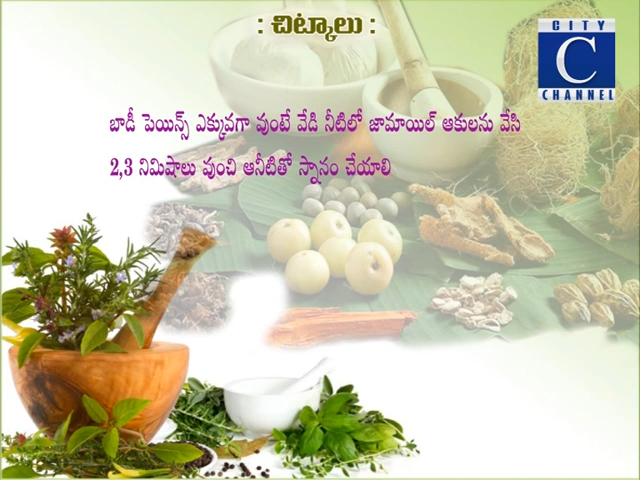 : చిట్కాలు :
CITY
C
CHANNEL
బాడీ పెయిన్స్ ఎక్కువగా వుంటే వేడి నీటిలో జామాయిల్ ఆకులను వేసి
2,3 నిమిషాలు వుంచి ఆనీటితో స్నానం చేయాలి